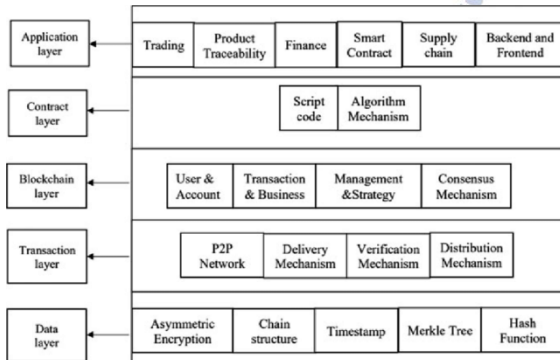 Application
layer
Trading
Product
Traceability
Finance
Smart
Contract
Supply
chain
Backend and
Frontend
Contract
layer
Script
code
Algorithm
Mechanism
Blockchain
layer
User &
Account
Transaction
& Business
Management
&Strategy
Consensus
Mechanism
Transaction
layer
P2P
Network
Delivery
Mechanism
Verification
Mechanism
Distribution
Mechanism
Data
layer
Asymmetric
Encryption
Chain
structure
Timestamp
Merkle Tree
Hash
Function